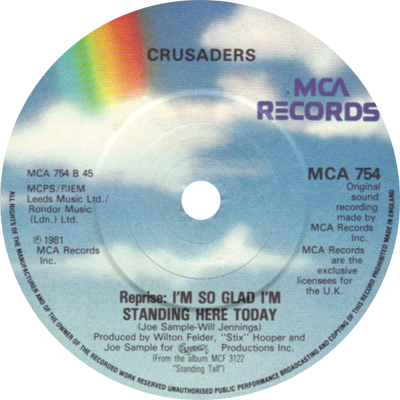 CRUSADERS
MCA
RECORDS
MCA 754 B 45
MCPS/BIEM
Leeds Music Ltd./
Rondor Music
(Ldn.) Ltd.
℗ 1981
MCA Records
Inc.
MCA 754
Original
sound
recording
made by
MCA Records
Inc.
MCA Records
are the
exclusive
licensees for
the U.K.
Reprise: I'M SO GLAD I'M
STANDING HERE TODAY
(Joe Sample-Will Jennings)
Produced by Wilton Felder, "Stix" Hooper and
Joe Sample for Crusaders Productions Inc.
(From the album MCF 3122
"Standing Tall")
ALL RIGHTS OF THE MANUFACTURER AND OF THE OWNER OF THE RECORDED WORK RESERVED UNAUTHORISED PUBLIC PERFORMANCE BROADCASTING AND COPYING OF THIS RECORD PROHIBITED MADE IN ENGLAND